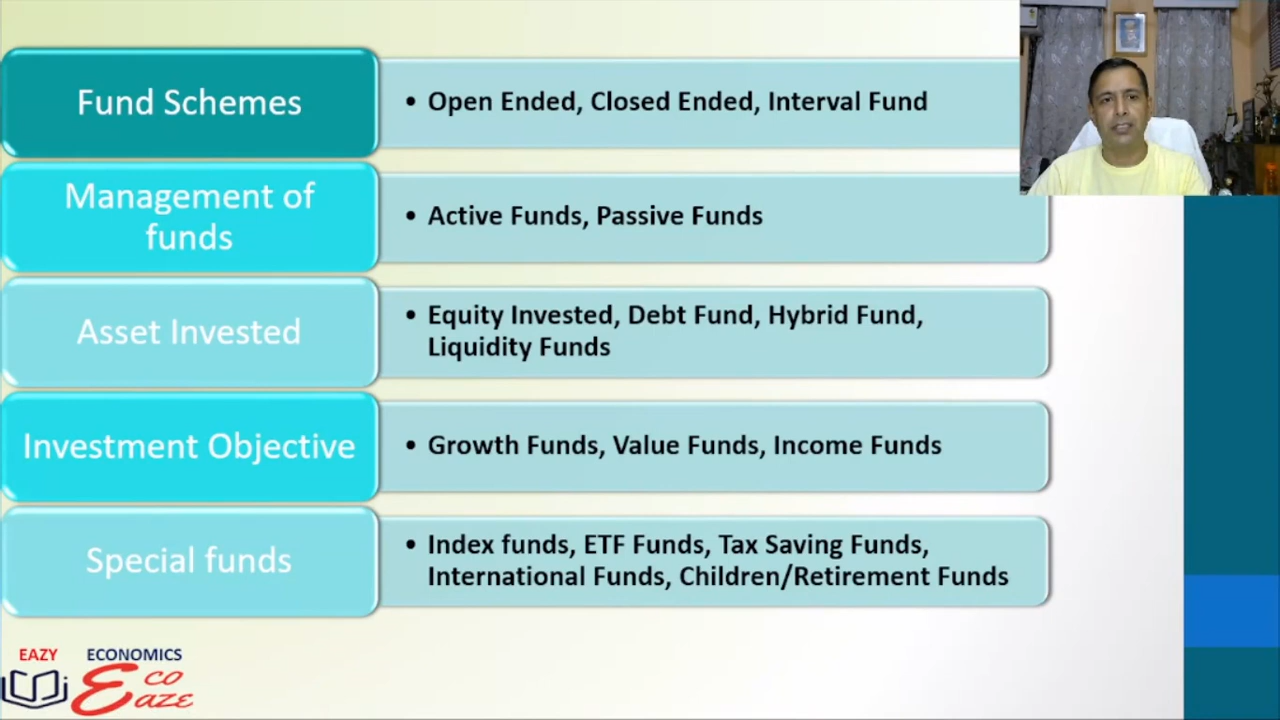 Fund Schemes
• Open Ended, Closed Ended, Interval Fund
Management of
funds
• Active Funds, Passive Funds
Asset Invested
• Equity Invested, Debt Fund, Hybrid Fund,
Liquidity Funds
Investment Objective
• Growth Funds, Value Funds, Income Funds
Special funds
• Index funds, ETF Funds, Tax Saving Funds,
International Funds, Children/Retirement Funds
EAZY ECONOMICS
Eco
Eaze